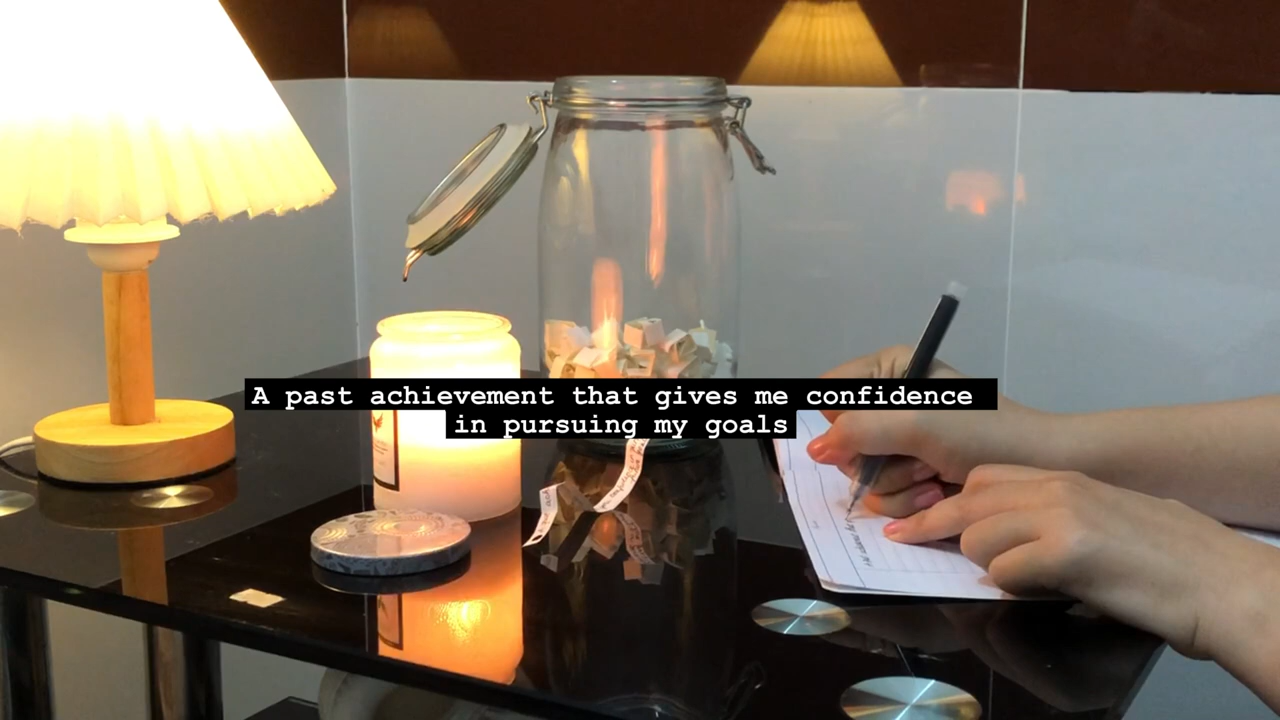 A past achievement that gives me confidence
in pursuing my goals